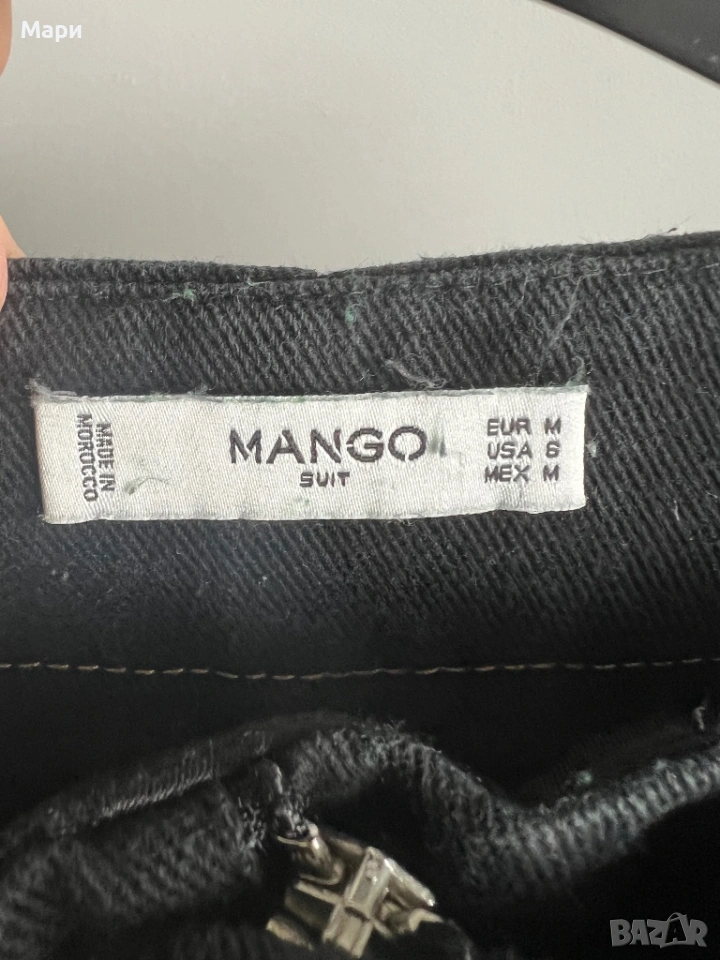 Мари
MADE IN
MOROCCO
MANGO
SUIT
EUR M
USA 6
MEX M
BAZAR